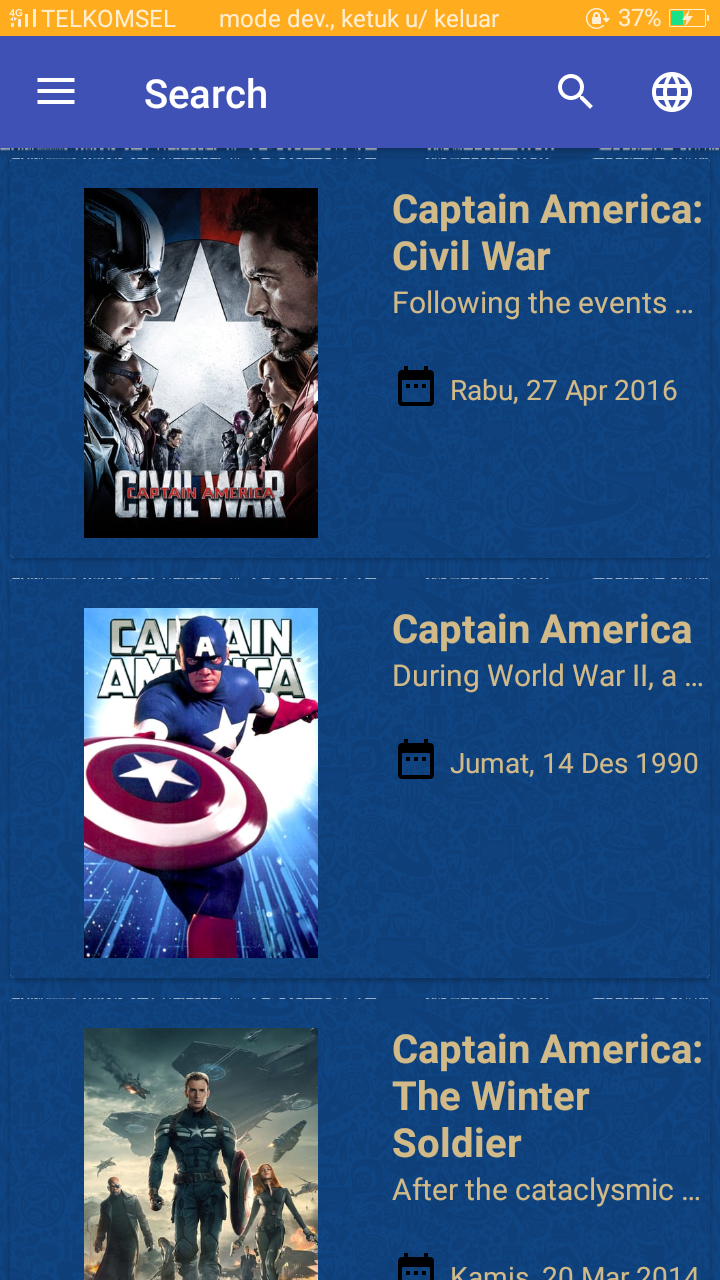 4G TELKOMSEL mode dev., ketuk u/ keluar 37%
Search
Captain America:
Civil War
Following the events ...
Rabu, 27 Apr 2016
CIVIL WAR
CAPTAIN AMERICA
Captain America
During World War II, a ...
Jumat, 14 Des 1990
CAPTAIN
AMERICA
A
Captain America:
The Winter
Soldier
After the cataclysmic ...
Kamis, 20 Mar 2014